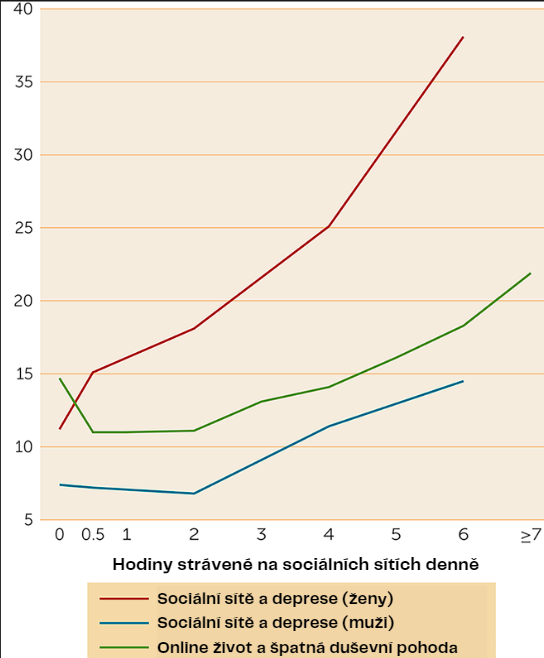 40
35
30
25
20
15
10
5
0 0.5 1 2 3 4 5 6 ≥7
Hodiny strávené na sociálních sítích denně
Sociální sítě a deprese (ženy)
Sociální sítě a deprese (muži)
Online život a špatná duševní pohoda